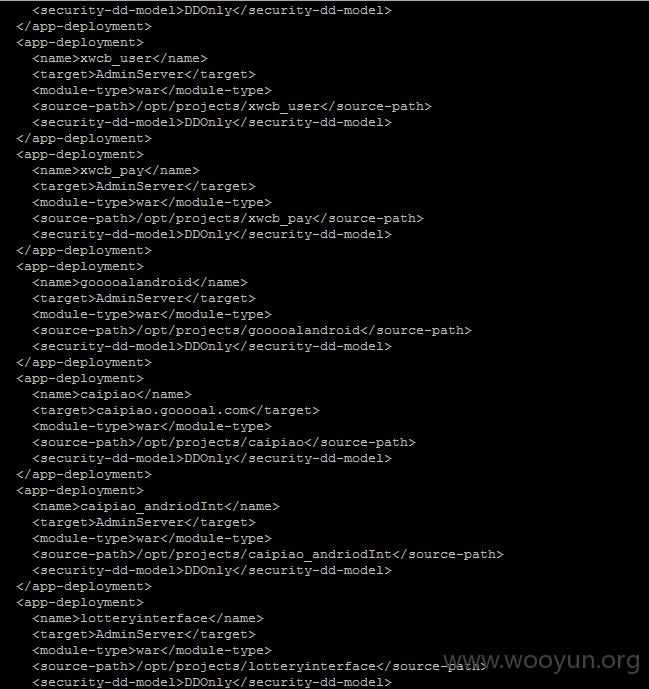 <security-dd-model>DDOnly</security-dd-model>
</app-deployment>
<app-deployment>
<name>xwcb_user</name>
<target>AdminServer</target>
<module-type>war</module-type>
<source-path>/opt/projects/xwcb_user</source-path>
<security-dd-model>DDOnly</security-dd-model>
</app-deployment>
<app-deployment>
<name>xwcb_pay</name>
<target>AdminServer</target>
<module-type>war</module-type>
<source-path>/opt/projects/xwcb_pay</source-path>
<security-dd-model>DDOnly</security-dd-model>
</app-deployment>
<app-deployment>
<name>gooooalandroid</name>
<target>AdminServer</target>
<module-type>war</module-type>
<source-path>/opt/projects/gooooalandroid</source-path>
<security-dd-model>DDOnly</security-dd-model>
</app-deployment>
<app-deployment>
<name>caipiao</name>
<target>caipiao.gooooal.com</target>
<module-type>war</module-type>
<source-path>/opt/projects/caipiao</source-path>
<security-dd-model>DDOnly</security-dd-model>
</app-deployment>
<app-deployment>
<name>caipiao_andriodInt</name>
<target>AdminServer</target>
<module-type>war</module-type>
<source-path>/opt/projects/caipiao_andriodInt</source-path>
<security-dd-model>DDOnly</security-dd-model>
</app-deployment>
<app-deployment>
<name>lotteryinterface</name>
<target>AdminServer</target>
<module-type>war</module-type>
<source-path>/opt/projects/lotteryinterface</source-path>
<security-dd-model>DDOnly</security-dd-model>
www.wooyun.org